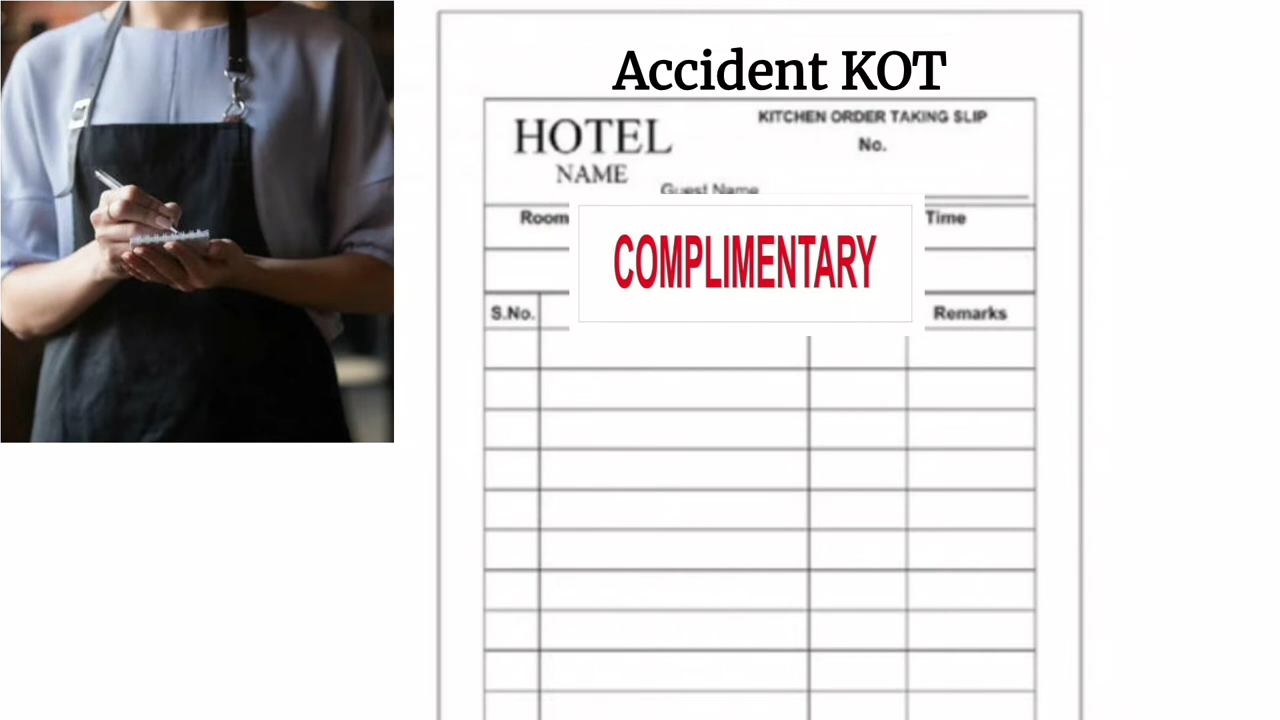 Accident KOT
HOTEL
NAME
KITCHEN ORDER TAKING SLIP
No.
Guest Name
Room
Time
COMPLIMENTARY
S.No.
Remarks